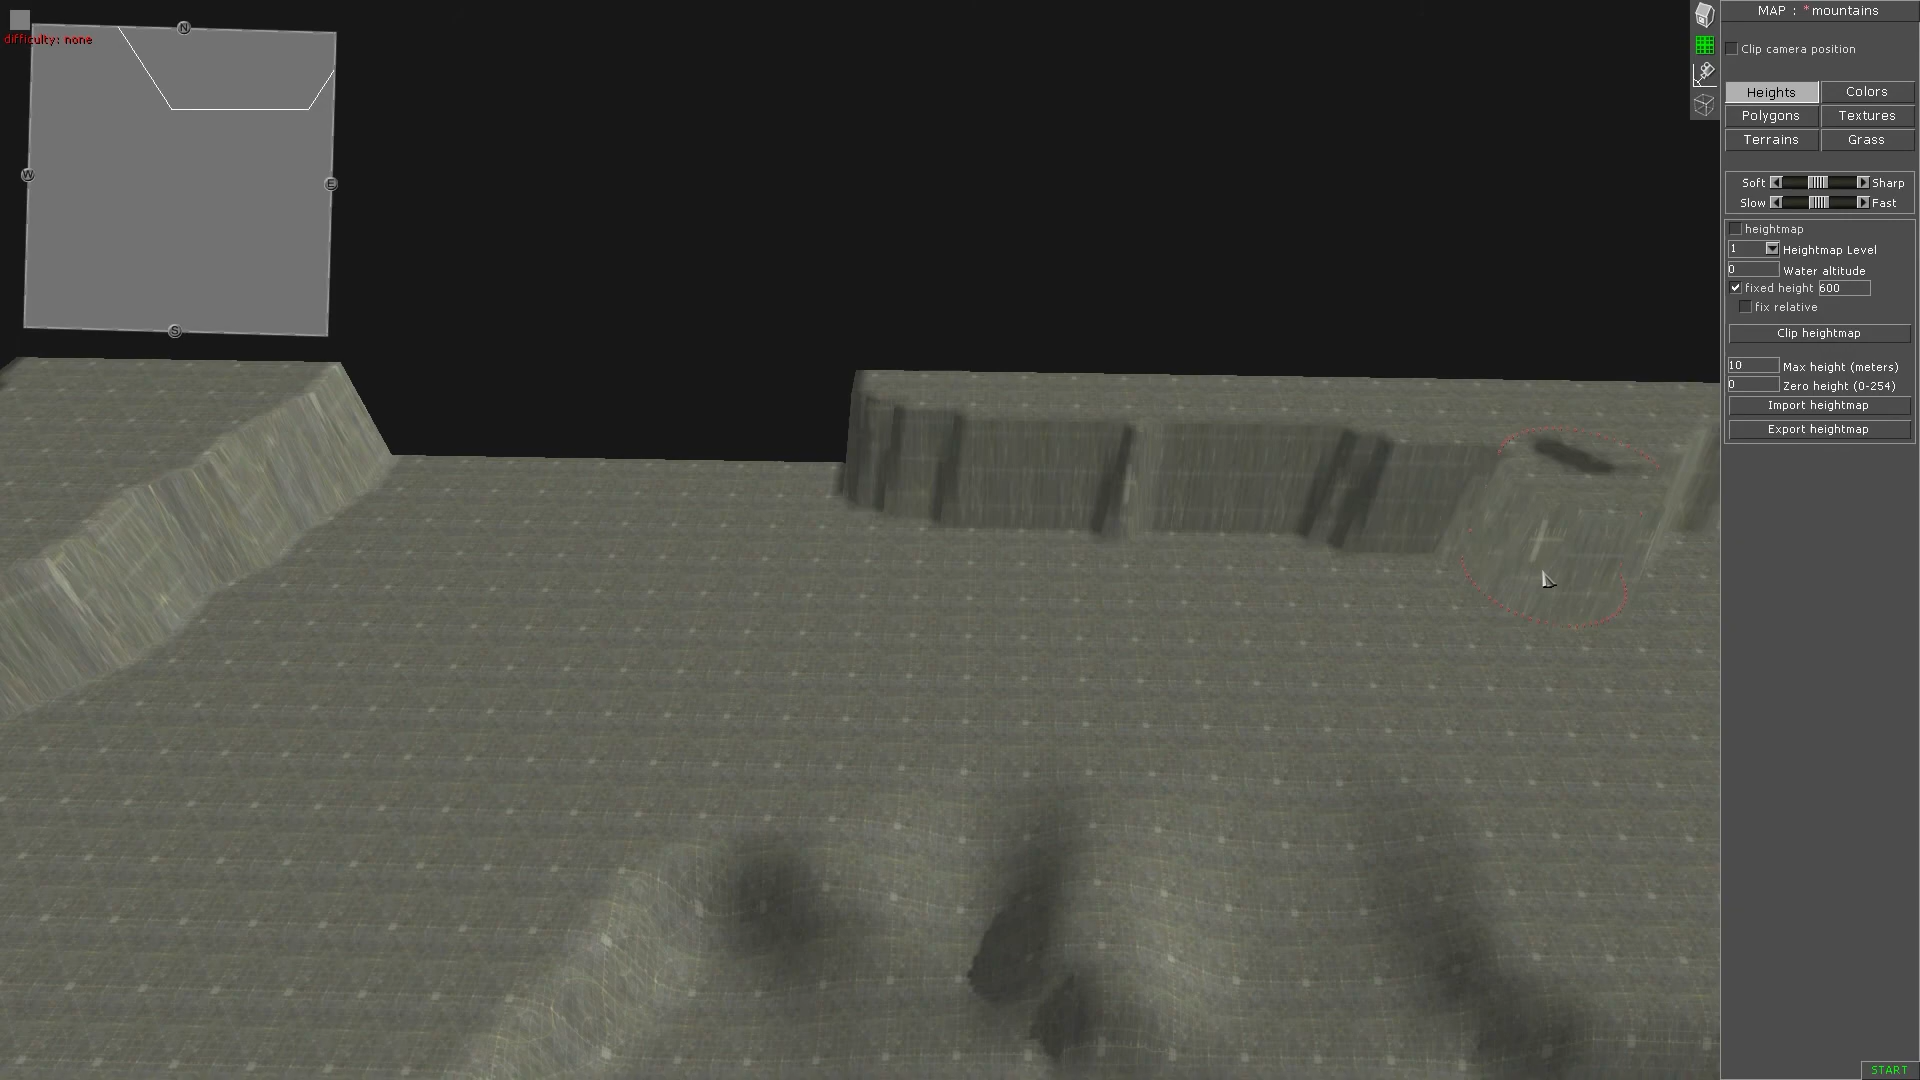 N
difficulty: none
W
E
S
MAP : *mountains
Clip camera position
Heights
Colors
Polygons
Textures
Terrains
Grass
Soft
Sharp
Slow
Fast
heightmap
1 Heightmap Level
0 Water altitude
fixed height 600
fix relative
Clip heightmap
10 Max height (meters)
0 Zero height (0-254)
Import heightmap
Export heightmap
START